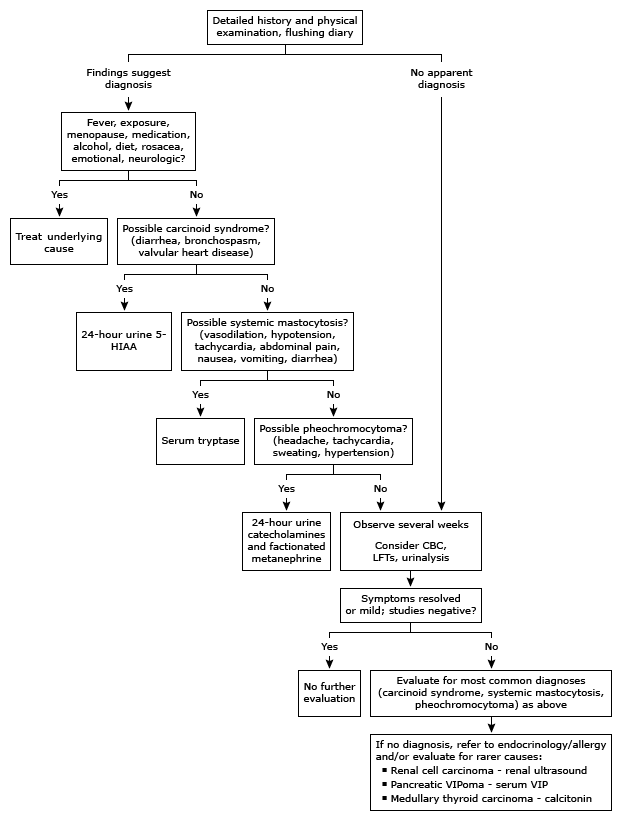 Detailed history and physical
examination, flushing diary
Findings suggest
diagnosis
No apparent
diagnosis
Fever, exposure,
menopause, medication,
alcohol, diet, rosacea,
emotional, neurologic?
Yes
No
Treat underlying
cause
Possible carcinoid syndrome?
(diarrhea, bronchospasm,
valvular heart disease)
Yes
No
24-hour urine 5-
HIAA
Possible systemic mastocytosis?
(vasodilation, hypotension,
tachycardia, abdominal pain,
nausea, vomiting, diarrhea)
Yes
No
Serum tryptase
Possible pheochromocytoma?
(headache, tachycardia,
sweating, hypertension)
Yes
No
24-hour urine
catecholamines
and factionated
metanephrine
Observe several weeks
Consider CBC,
LFTs, urinalysis
Symptoms resolved
or mild; studies negative?
Yes
No
No further
evaluation
Evaluate for most common diagnoses
(carcinoid syndrome, systemic mastocytosis,
pheochromocytoma) as above
If no diagnosis, refer to endocrinology/allergy
and/or evaluate for rarer causes:
▪ Renal cell carcinoma - renal ultrasound
▪ Pancreatic VIPoma - serum VIP
▪ Medullary thyroid carcinoma - calcitonin